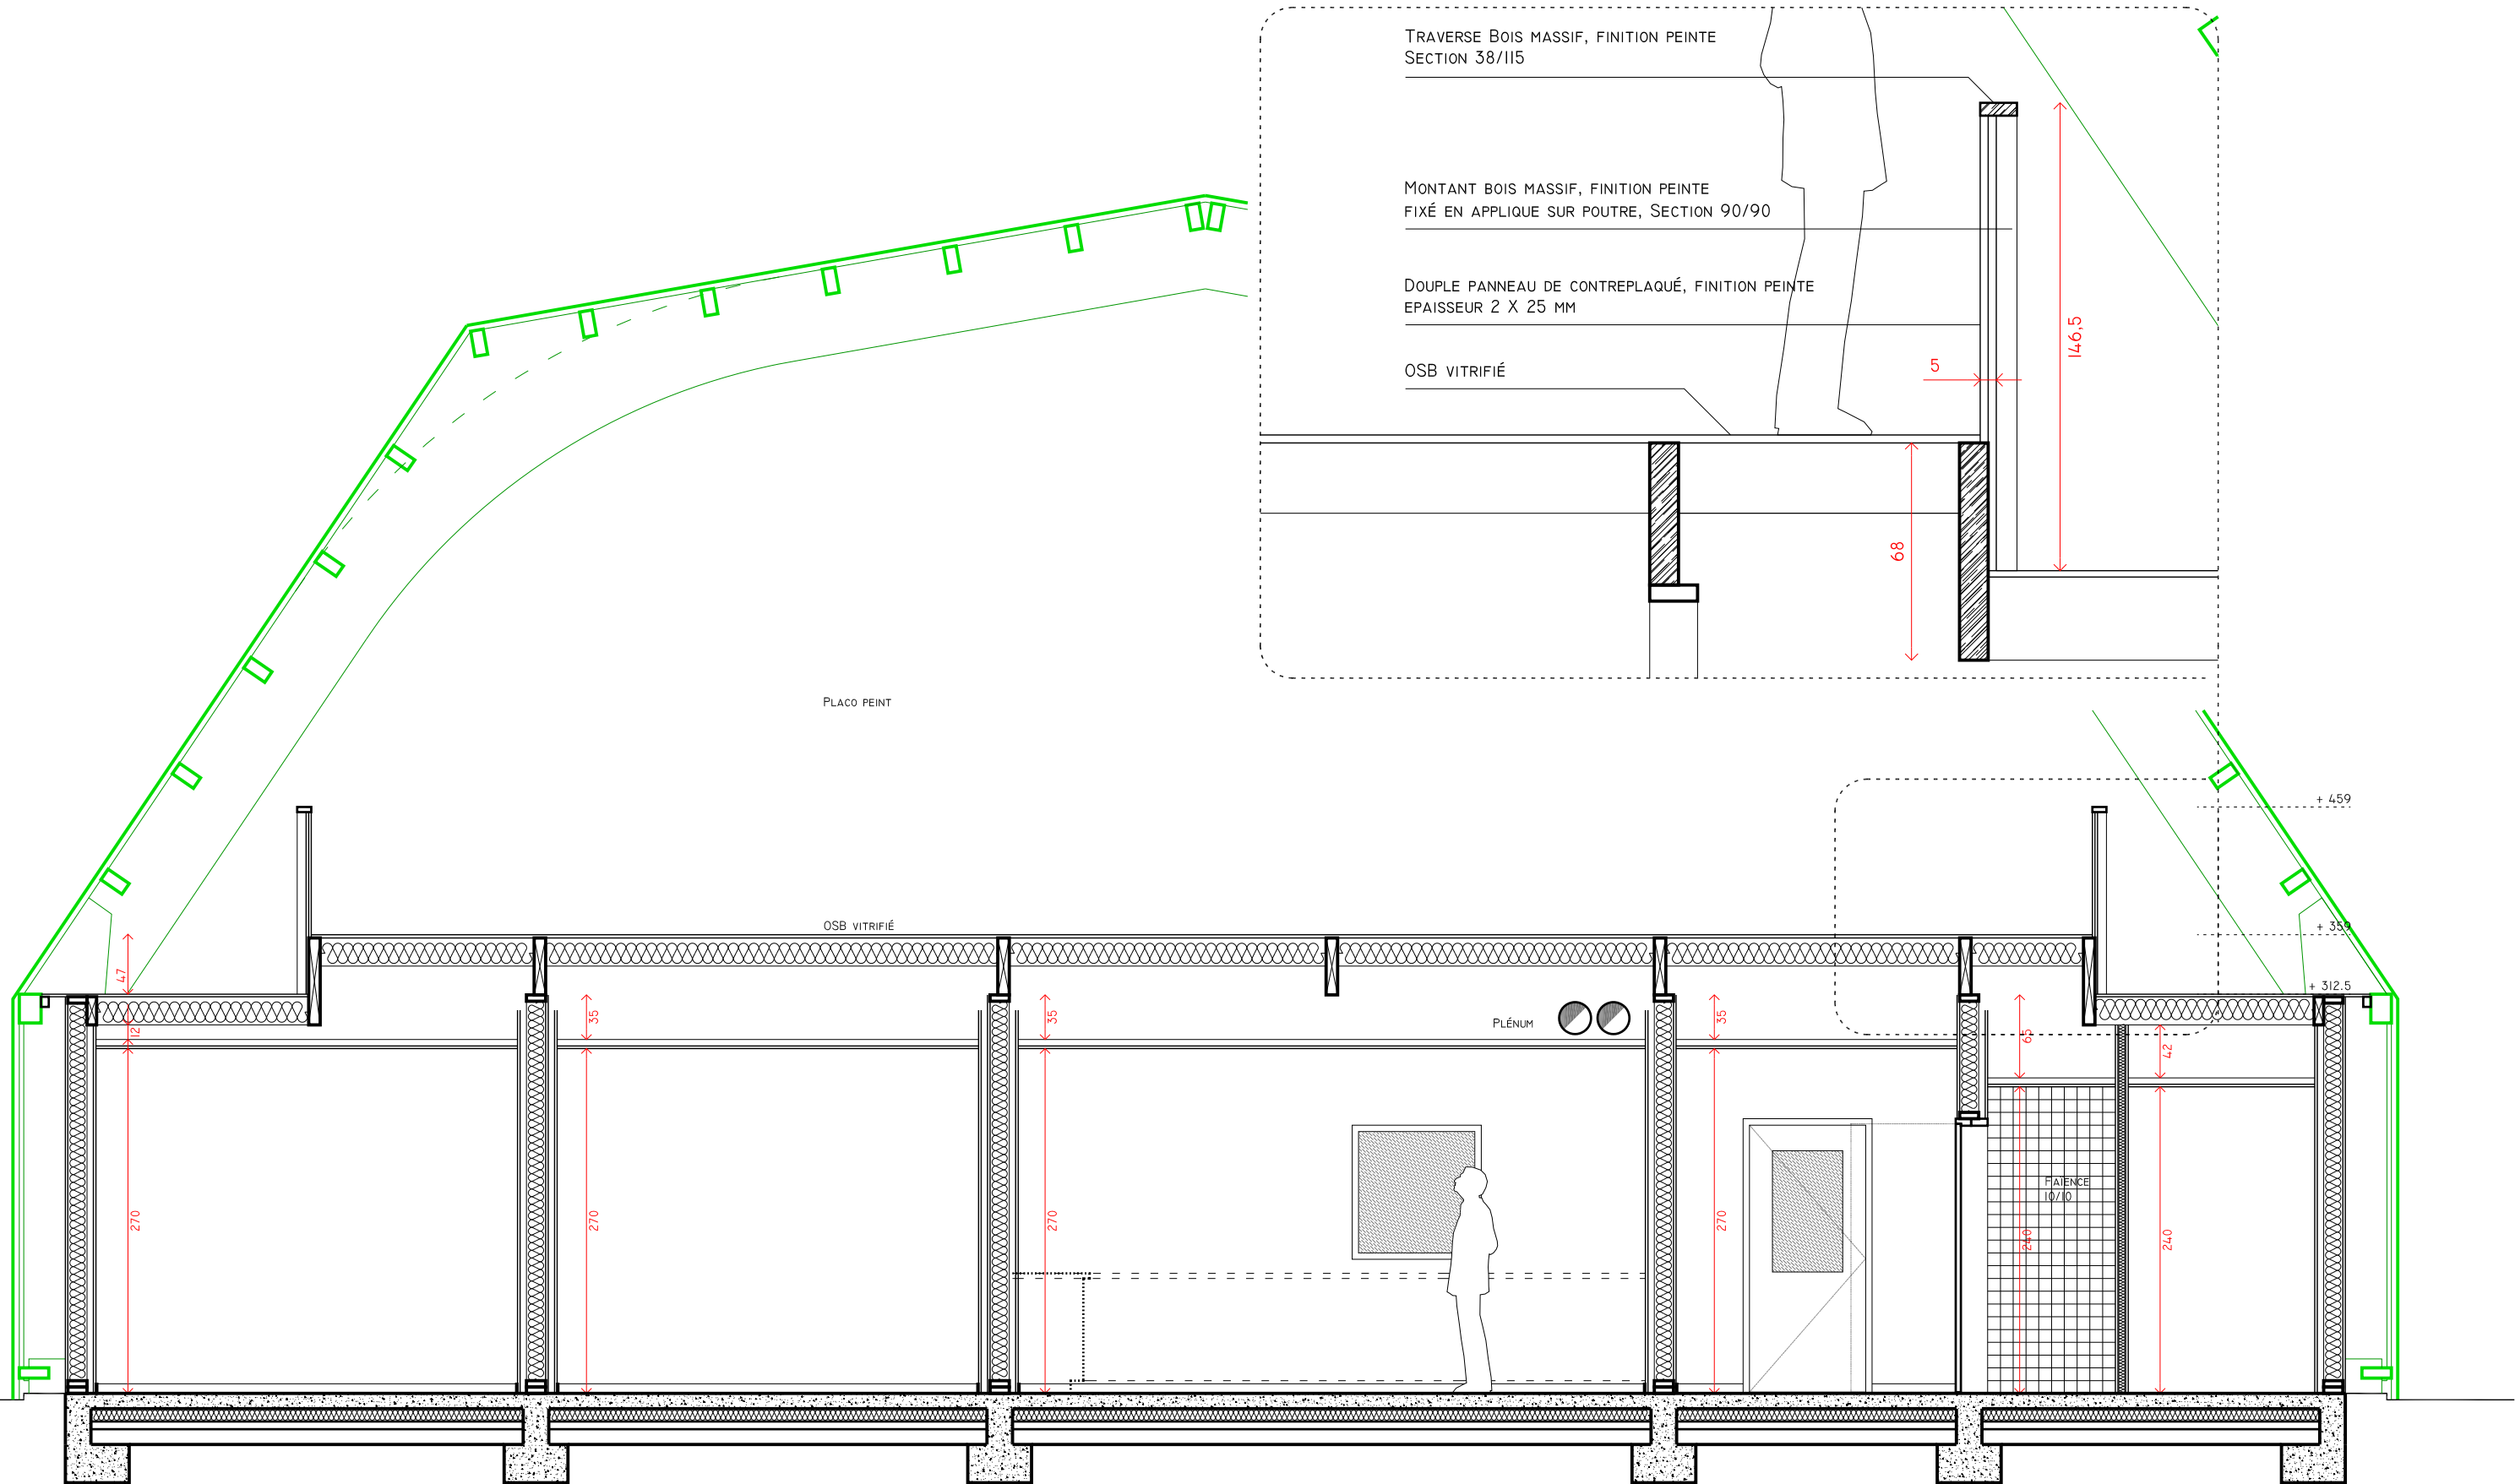 Traverse Bois massif, finition peinte
Section 38/115
Montant bois massif, finition peinte
fixé en applique sur poutre, Section 90/90
Douple panneau de contreplaqué, finition peinte
epaisseur 2 X 25 mm
OSB vitrifié
5
146,5
68
Placo peint
+ 459
OSB vitrifié
+ 359
+ 312.5
47
12
35
35
Plénum
35
65
42
270
270
270
270
Faience
10/10
240
240